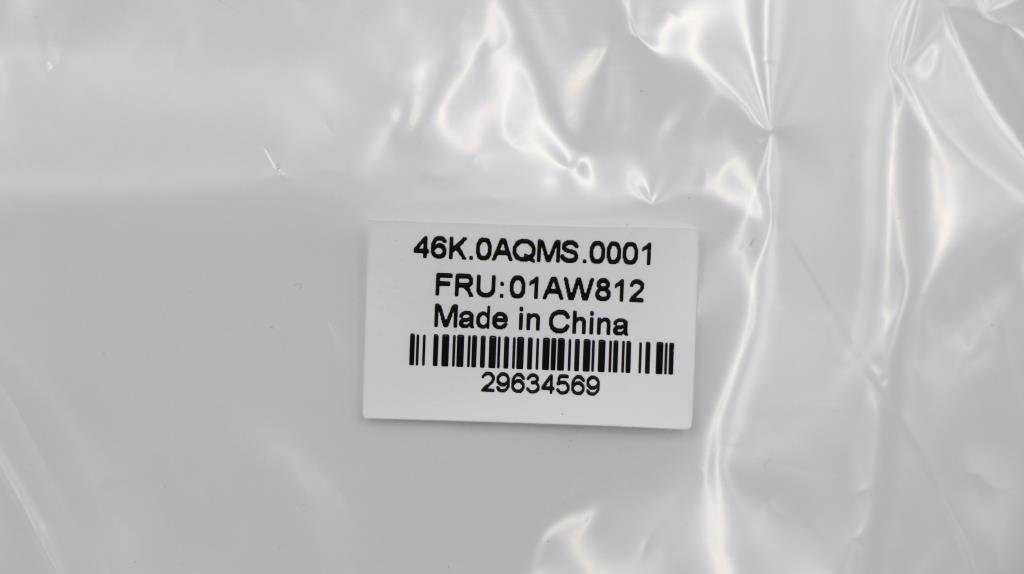 46K.0AQMS.0001
FRU:01AW812
Made in China
29634569